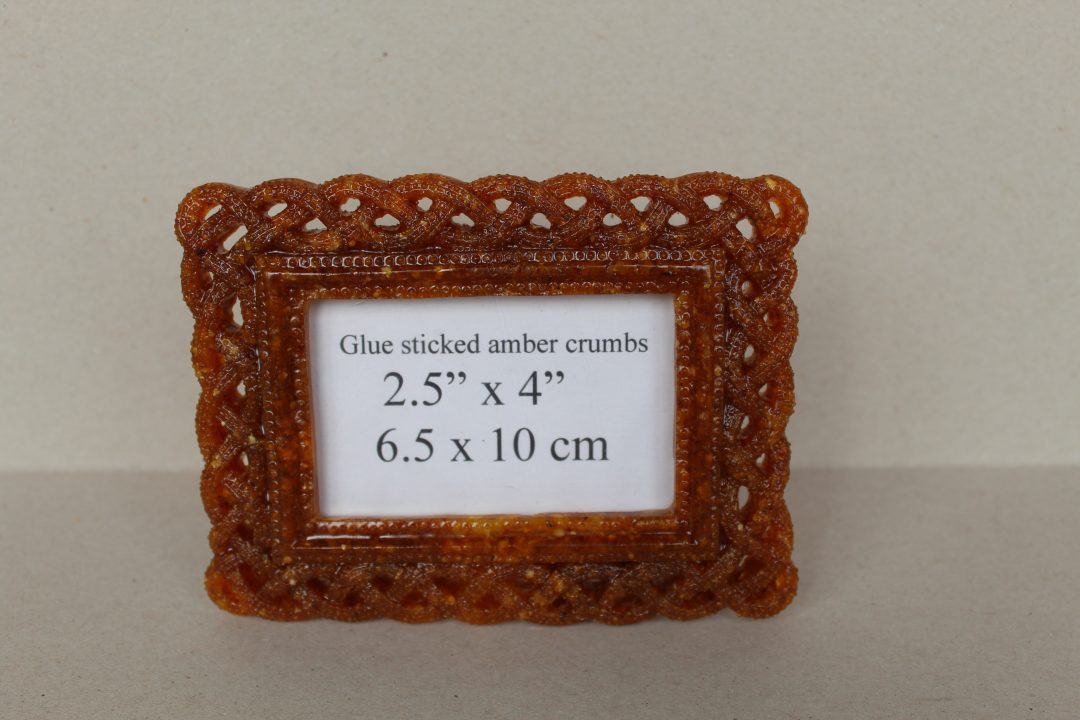 Glue sticked amber crumbs
2.5” x 4”
6.5 x 10 cm